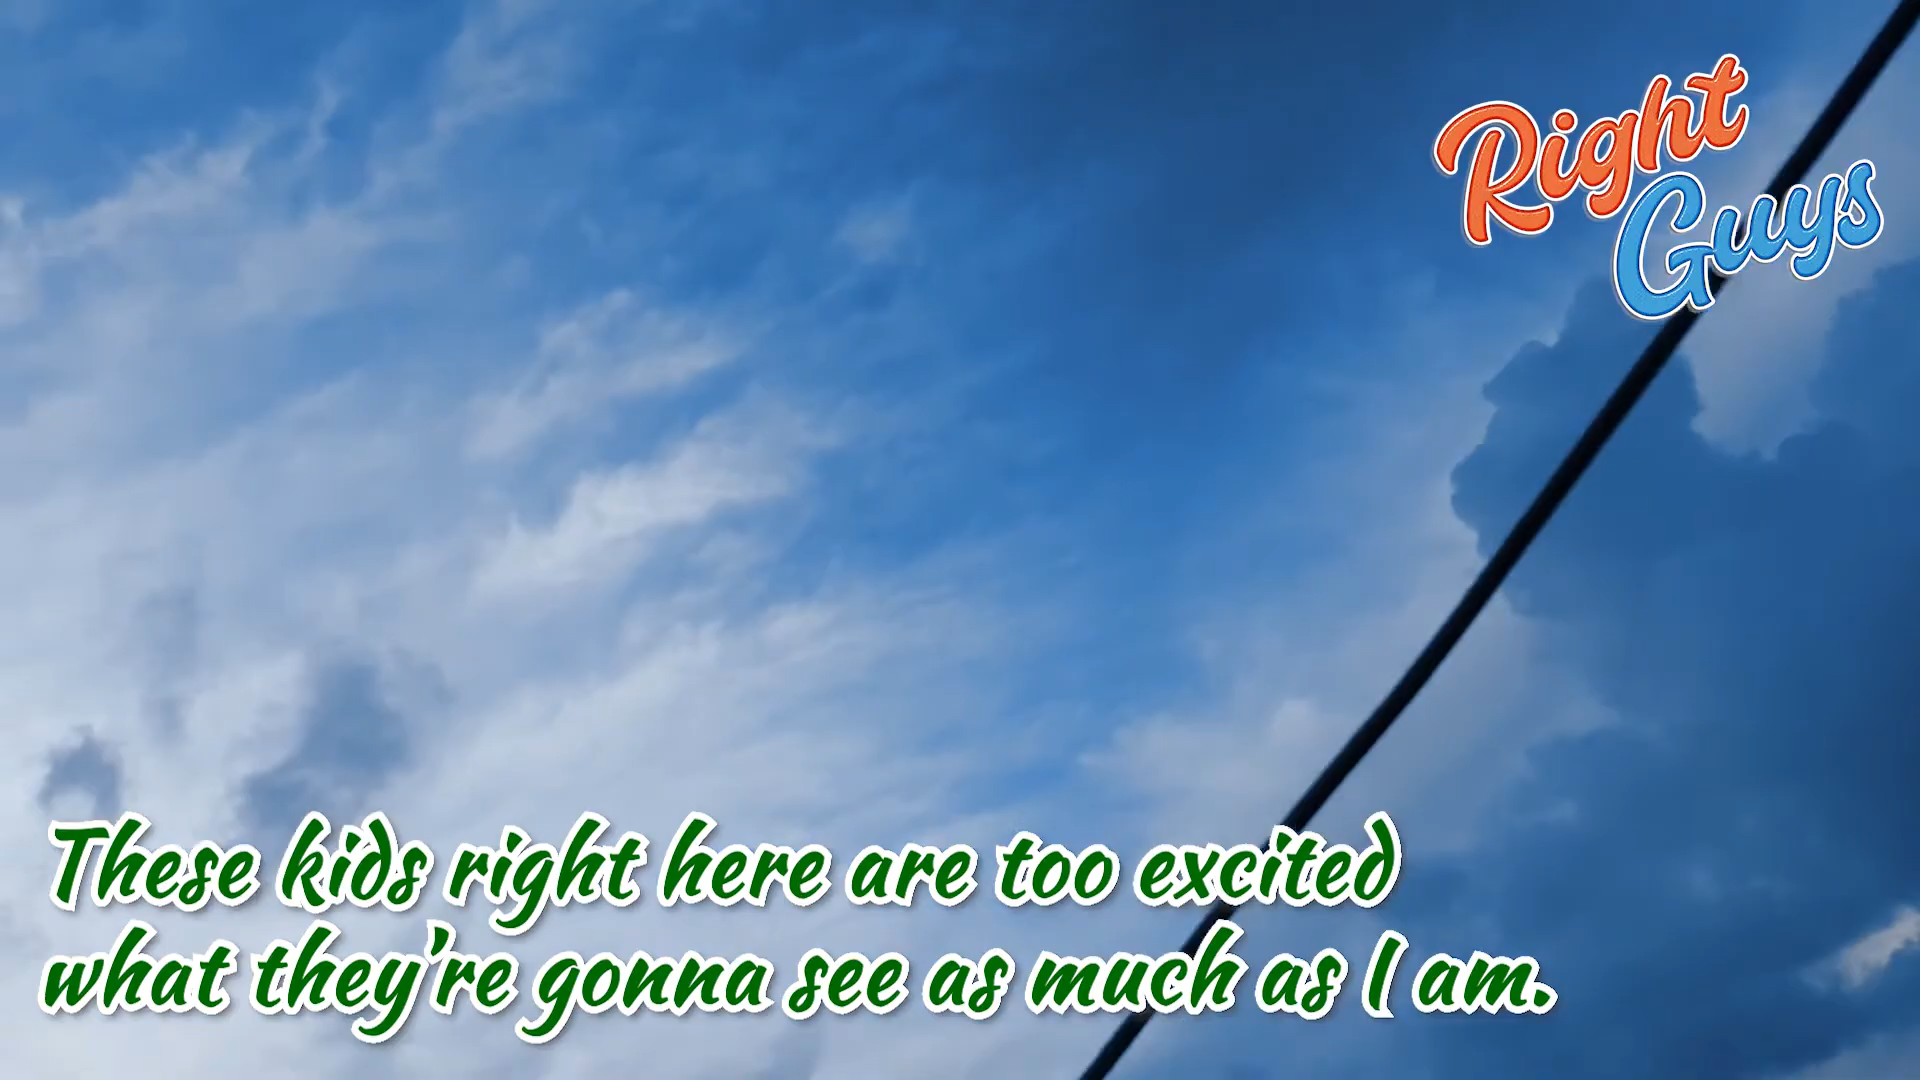 Right
Guys
These kids right here are too excited
what they're gonna see as much as I am.